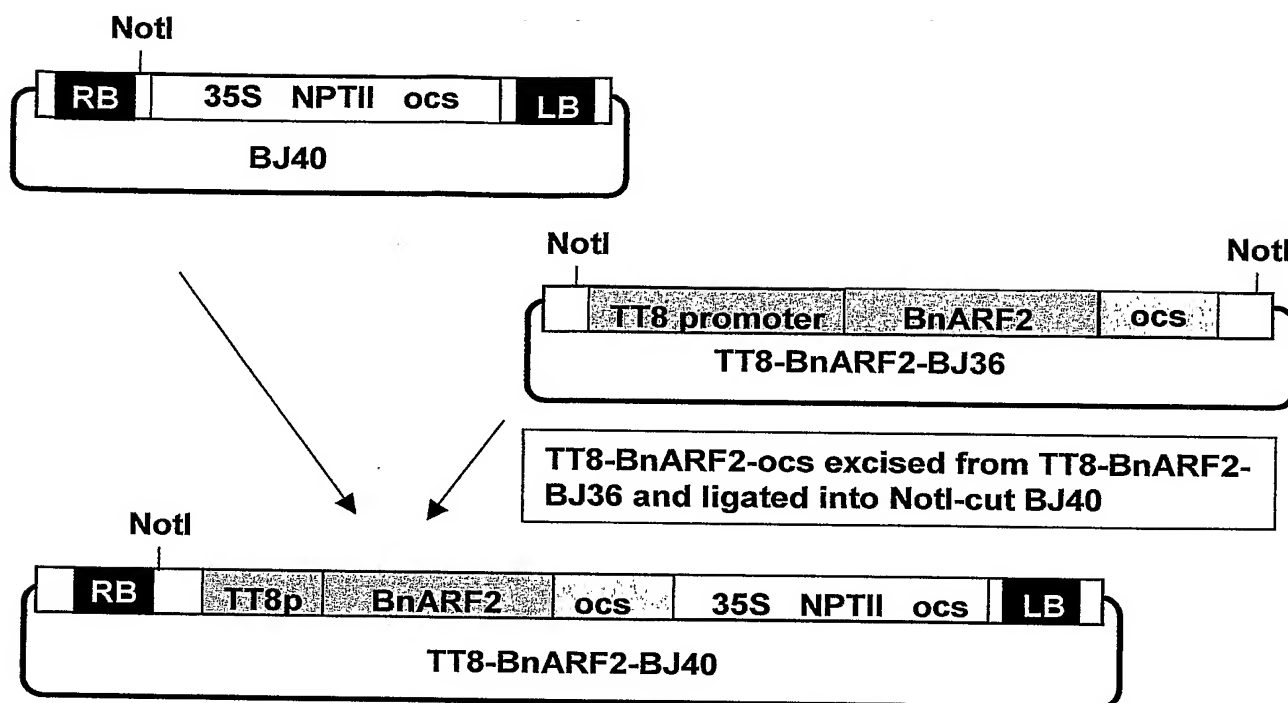 NotI
RB 35S NPTII ocs LB
BJ40
NotI NotI
TT8 promoter BnARF2 ocs
TT8-BnARF2-BJ36
TT8-BnARF2-ocs excised from TT8-BnARF2-
BJ36 and ligated into NotI-cut BJ40
NotI
RB TT8p BnARF2 ocs 35S NPTII ocs LB
TT8-BnARF2-BJ40